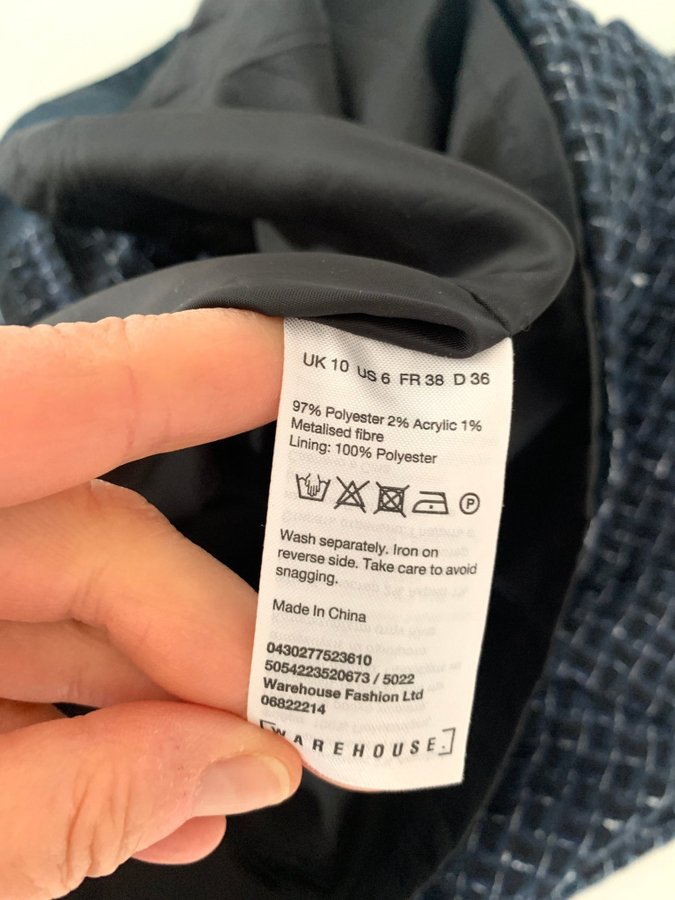 UK 10 US 6 FR 38 D 36
97% Polyester 2% Acrylic 1%
Metalised fibre
Lining: 100% Polyester
P
Wash separately. Iron on
reverse side. Take care to avoid
snagging.
Made In China
0430277523610
5054223520673 / 5022
Warehouse Fashion Ltd
06822214
WAREHOUSE